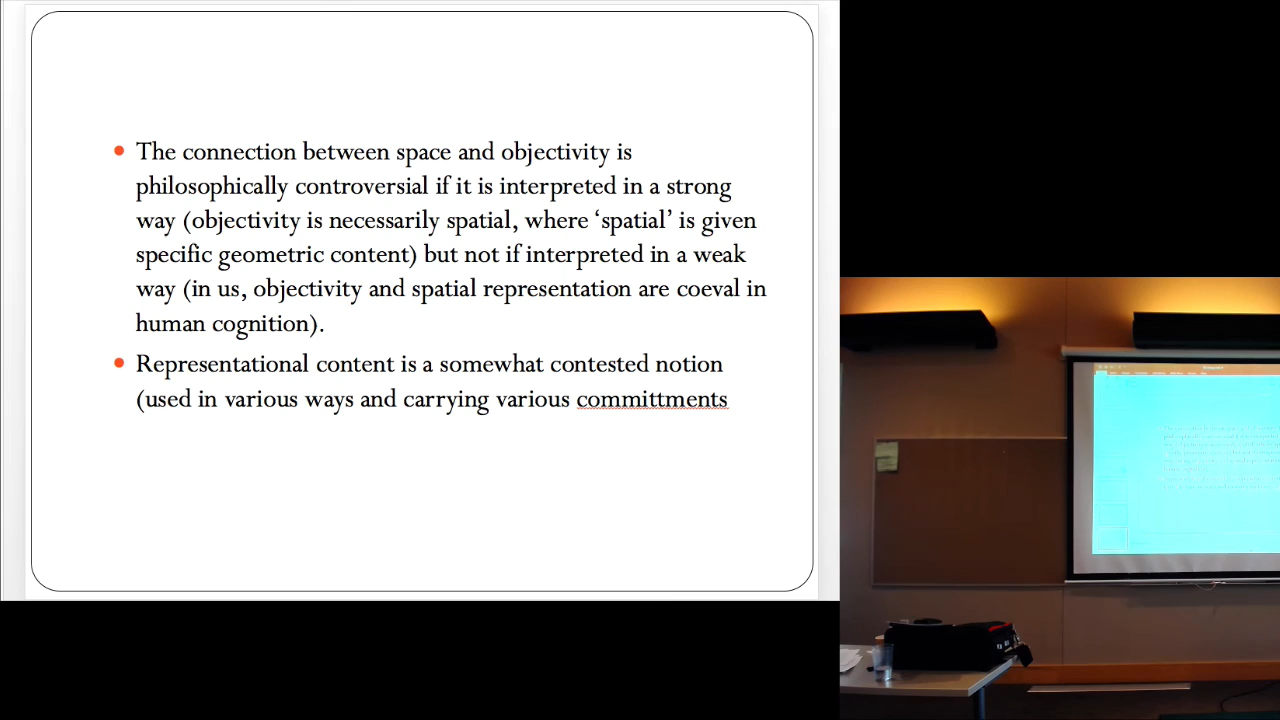 The connection between space and objectivity is
philosophically controversial if it is interpreted in a strong
way (objectivity is necessarily spatial, where ‘spatial’ is given
specific geometric content) but not if interpreted in a weak
way (in us, objectivity and spatial representation are coeval in
human cognition).
Representational content is a somewhat contested notion
(used in various ways and carrying various committments